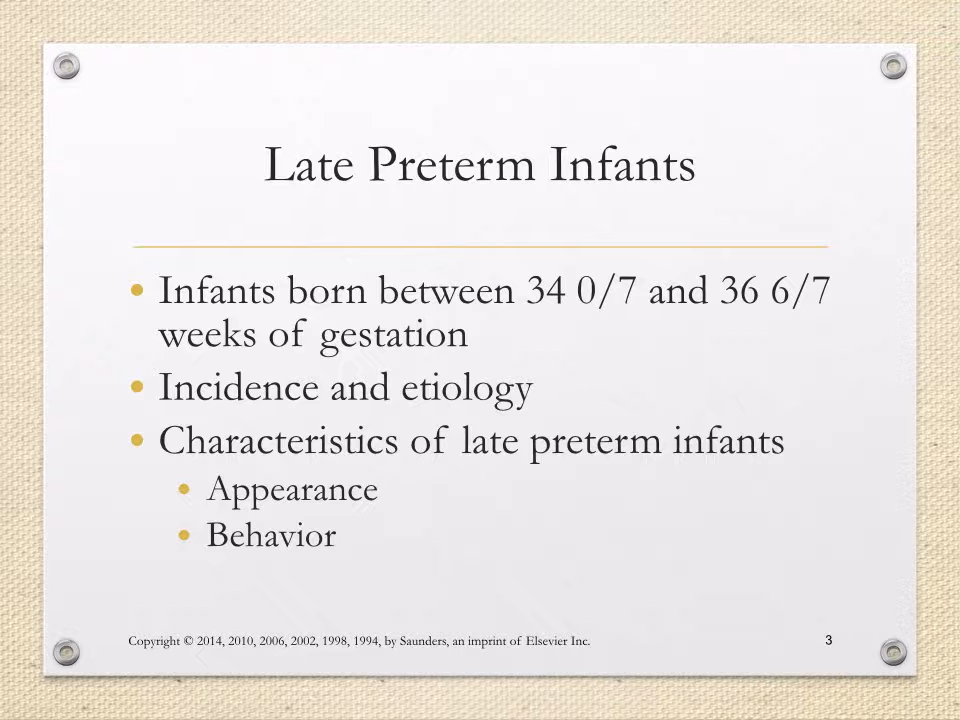 Late Preterm Infants
• Infants born between 34 0/7 and 36 6/7
weeks of gestation
• Incidence and etiology
• Characteristics of late preterm infants
• Appearance
• Behavior
Copyright © 2014, 2010, 2006, 2002, 1998, 1994, by Saunders, an imprint of Elsevier Inc.
3